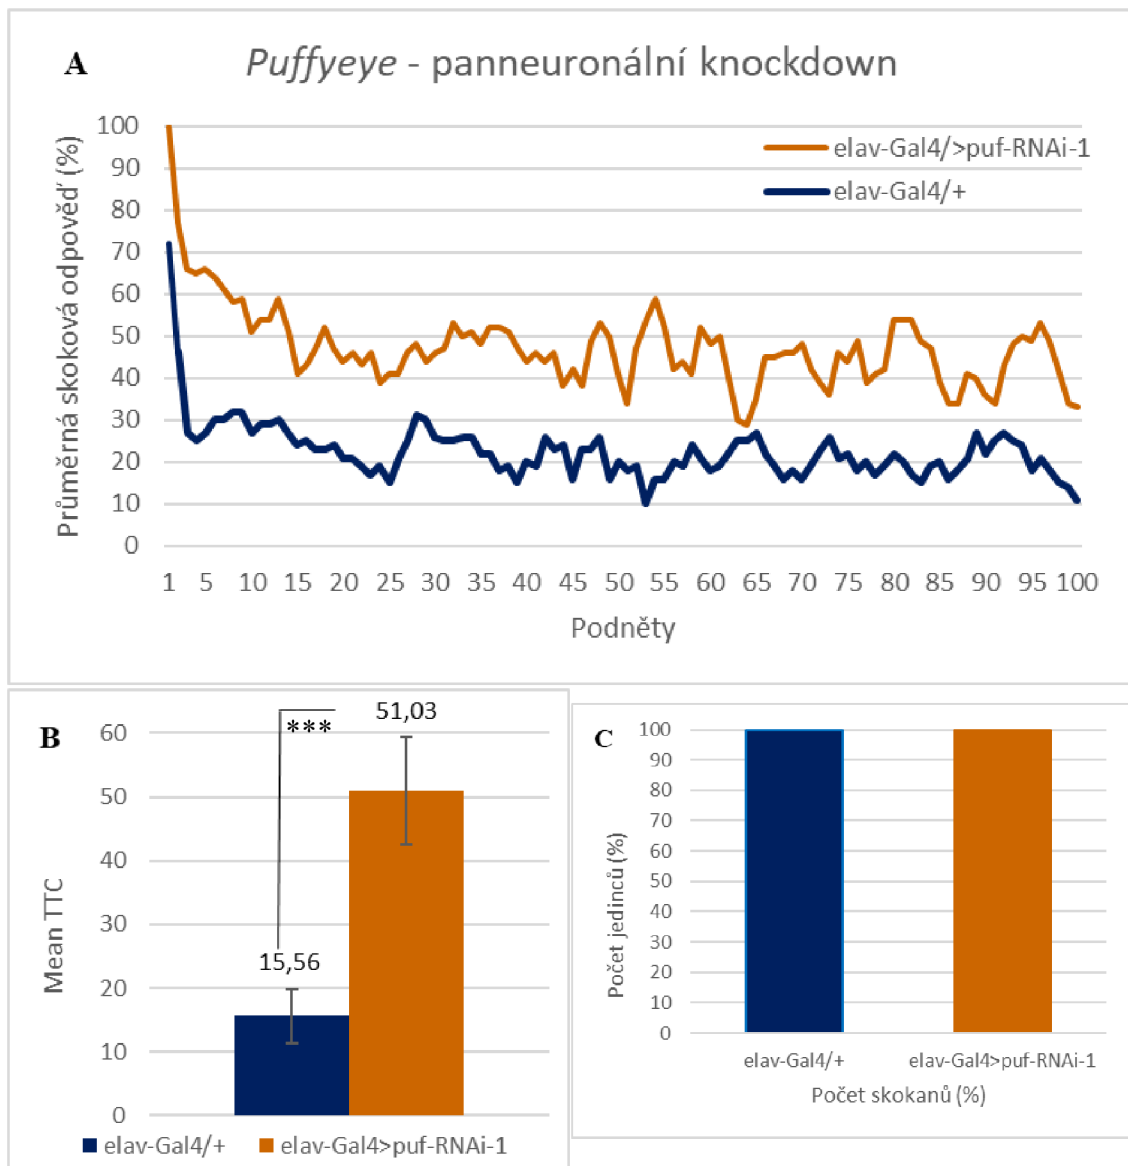 A
Puffyeye - panneuronální knockdown
Průměrná skoková odpověď (%)
100
90
80
70
60
50
40
30
20
10
0
elav-Gal4/>puf-RNAi-1
elav-Gal4/+
1 5 10 15 20 25 30 35 40 45 50 55 60 65 70 75 80 85 90 95 100
Podněty
B
Mean TTC
60
50
40
30
20
10
0
***
51,03
15,56
elav-Gal4/+ elav-Gal4>puf-RNAi-1
C
Počet jedinců (%)
100
90
80
70
60
50
40
30
20
10
0
elav-Gal4/+ elav-Gal4>puf-RNAi-1
Počet skokanů (%)